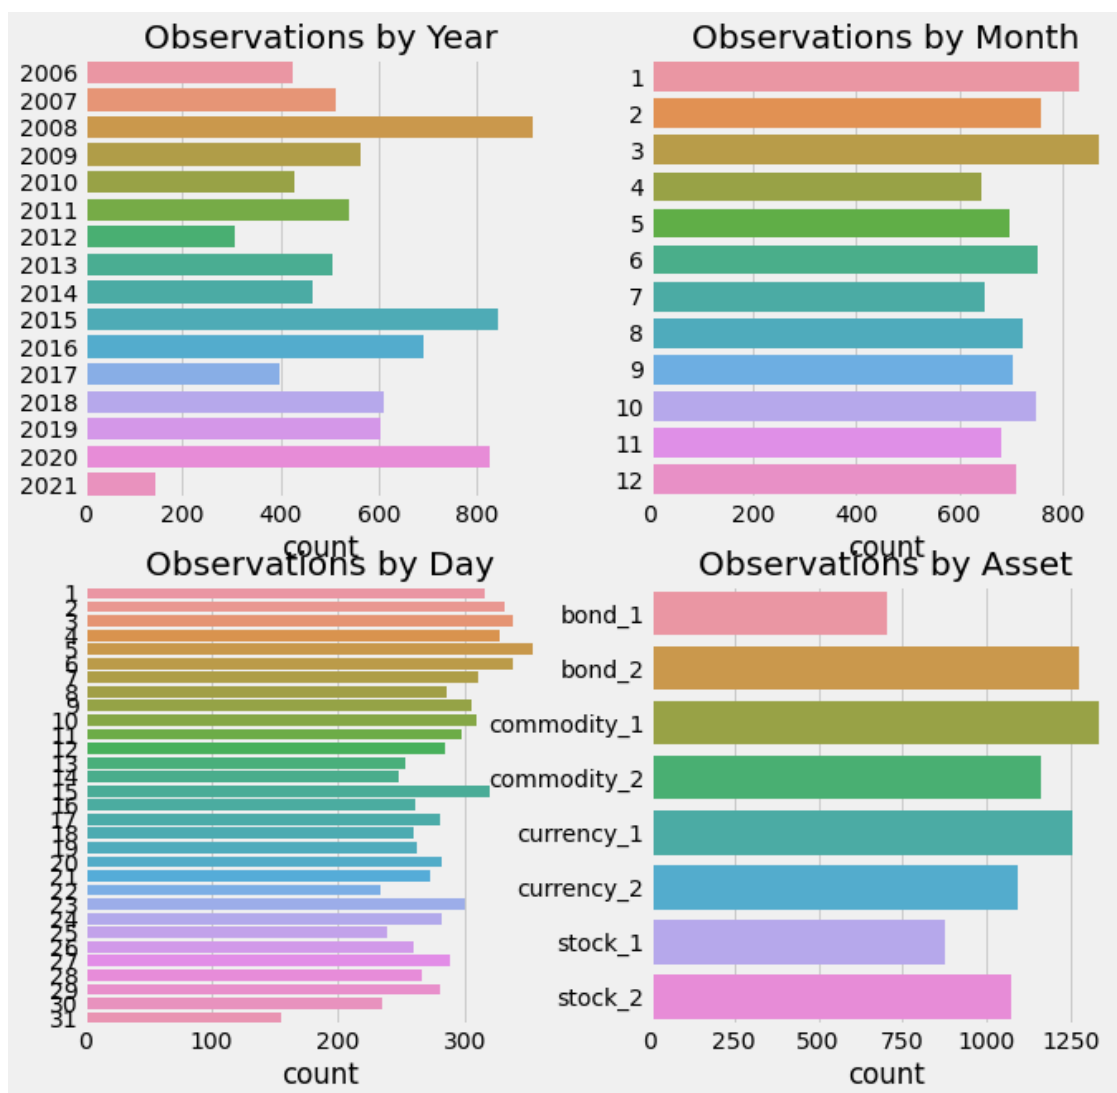 Observations by Year
2006
2007
2008
2009
2010
2011
2012
2013
2014
2015
2016
2017
2018
2019
2020
2021
0 200 400 600 800
count
Observations by Month
1
2
3
4
5
6
7
8
9
10
11
12
0 200 400 600 800
count
Observations by Day
1
2
3
4
5
6
7
8
9
10
11
12
13
14
15
16
17
18
19
20
21
22
23
24
25
26
27
28
29
30
31
0 100 200 300
count
Observations by Asset
bond_1
bond_2
commodity_1
commodity_2
currency_1
currency_2
stock_1
stock_2
0 250 500 750 1000 1250
count